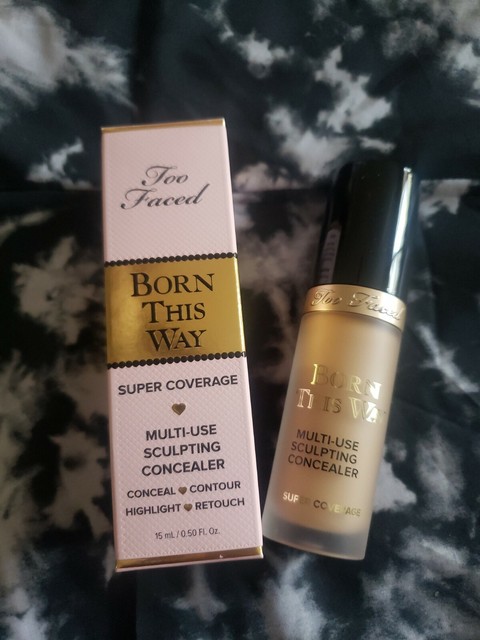 Too
Faced
BORN
THIS
WAY
SUPER COVERAGE
MULTI-USE
SCULPTING
CONCEALER
CONCEAL CONTOUR
HIGHLIGHT RETOUCH
15 mL / 0.50 Fl. Oz.
Too Faced
BORN
THIS WAY
MULTI-USE
SCULPTING
CONCEALER
SUPER COVERAGE